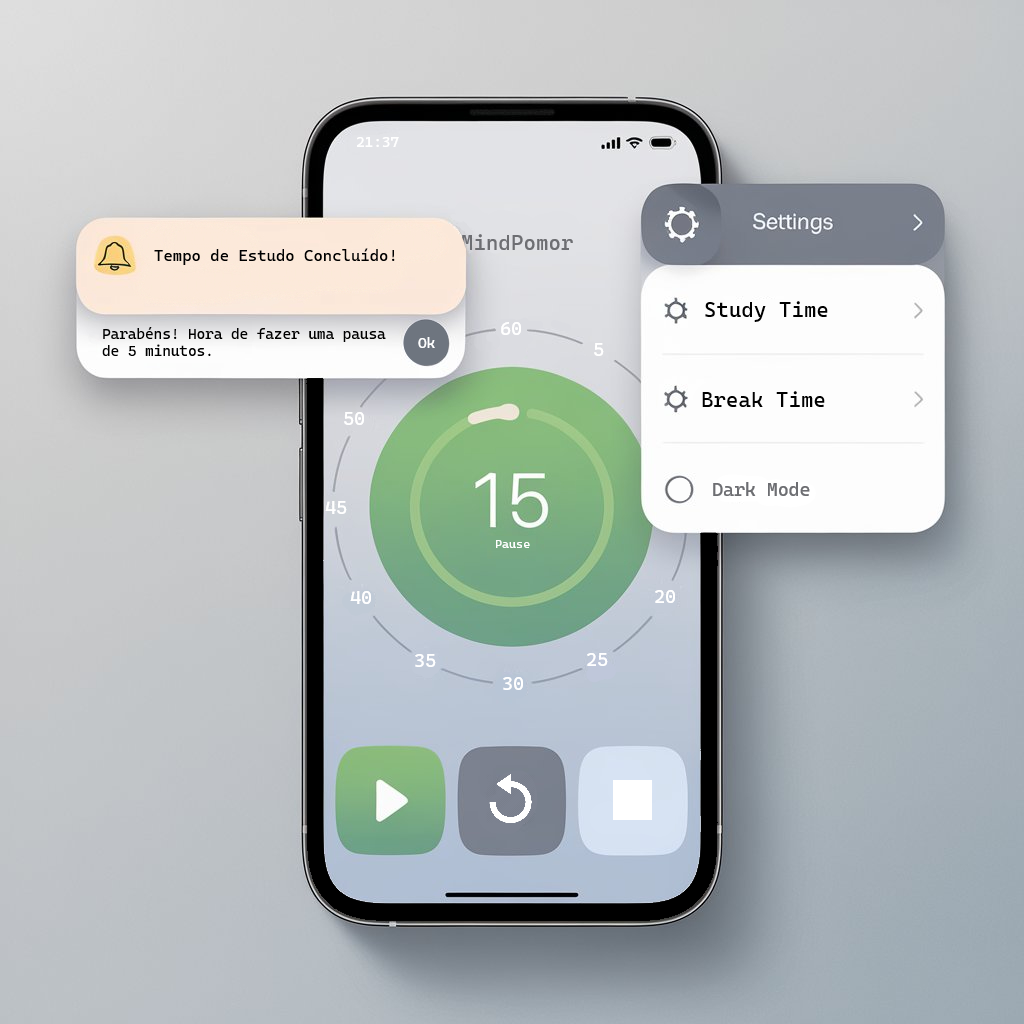 21:37
MindPomor
Tempo de Estudo Concluído!
Parabéns! Hora de fazer uma pausa
de 5 minutos.
Ok
Settings
Study Time
Break Time
Dark Mode
60
5
50
45
40
35
30
25
20
15
Pause